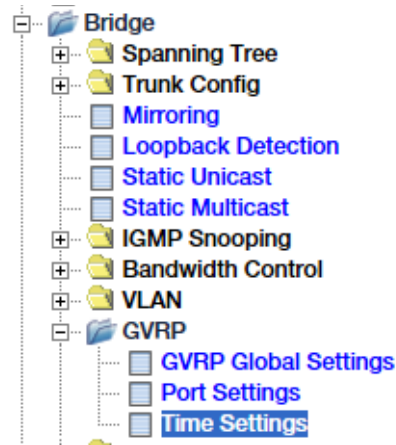 Bridge
Spanning Tree
Trunk Config
Mirroring
Loopback Detection
Static Unicast
Static Multicast
IGMP Snooping
Bandwidth Control
VLAN
GVRP
GVRP Global Settings
Port Settings
Time Settings